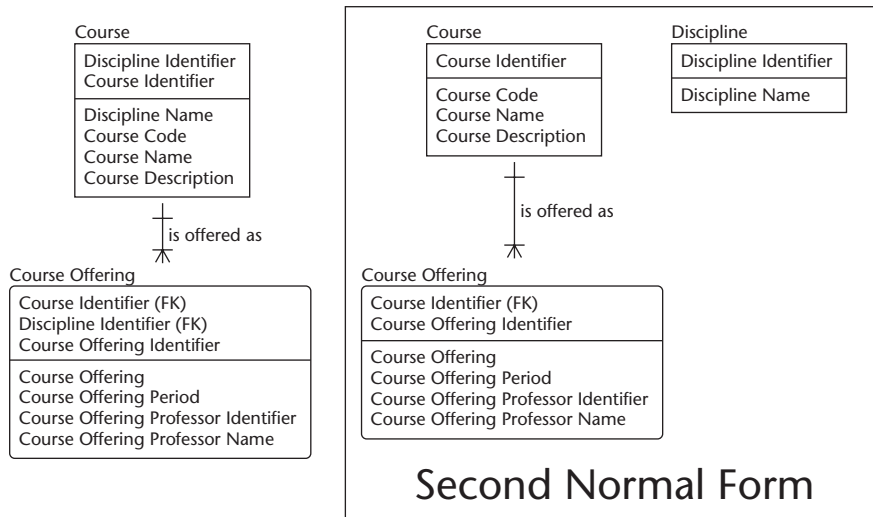 Course
Discipline Identifier
Course Identifier
Discipline Name
Course Code
Course Name
Course Description
is offered as
Course Offering
Course Identifier (FK)
Discipline Identifier (FK)
Course Offering Identifier
Course Offering
Course Offering Period
Course Offering Professor Identifier
Course Offering Professor Name
Course
Course Identifier
Course Code
Course Name
Course Description
Discipline
Discipline Identifier
Discipline Name
is offered as
Course Offering
Course Identifier (FK)
Course Offering Identifier
Course Offering
Course Offering Period
Course Offering Professor Identifier
Course Offering Professor Name
Second Normal Form